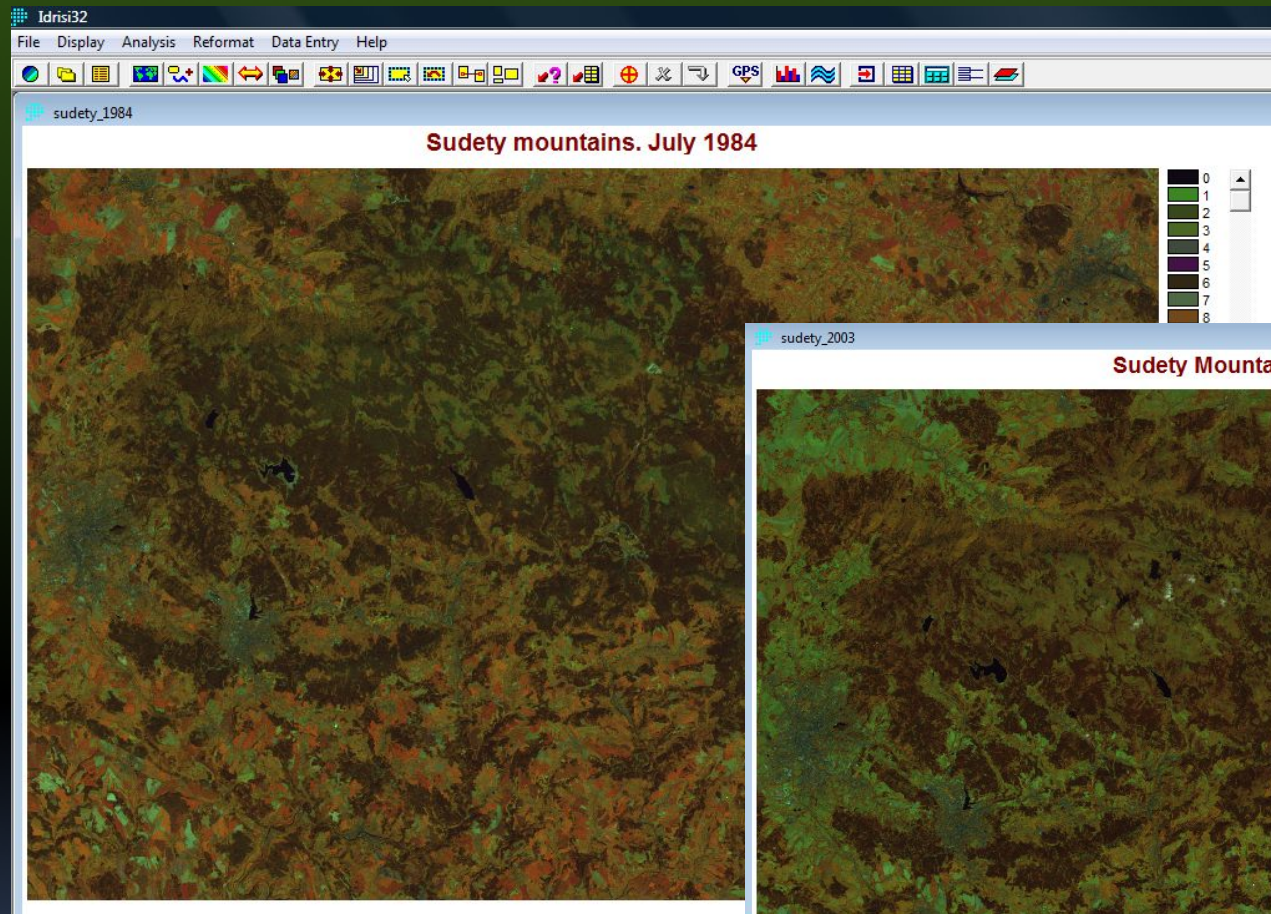 Idrisi32
File Display Analysis Reformat Data Entry Help
GPS
sudety_1984
Sudety mountains. July 1984
0
1
2
3
4
5
6
7
8
sudety_2003
Sudety Mounta